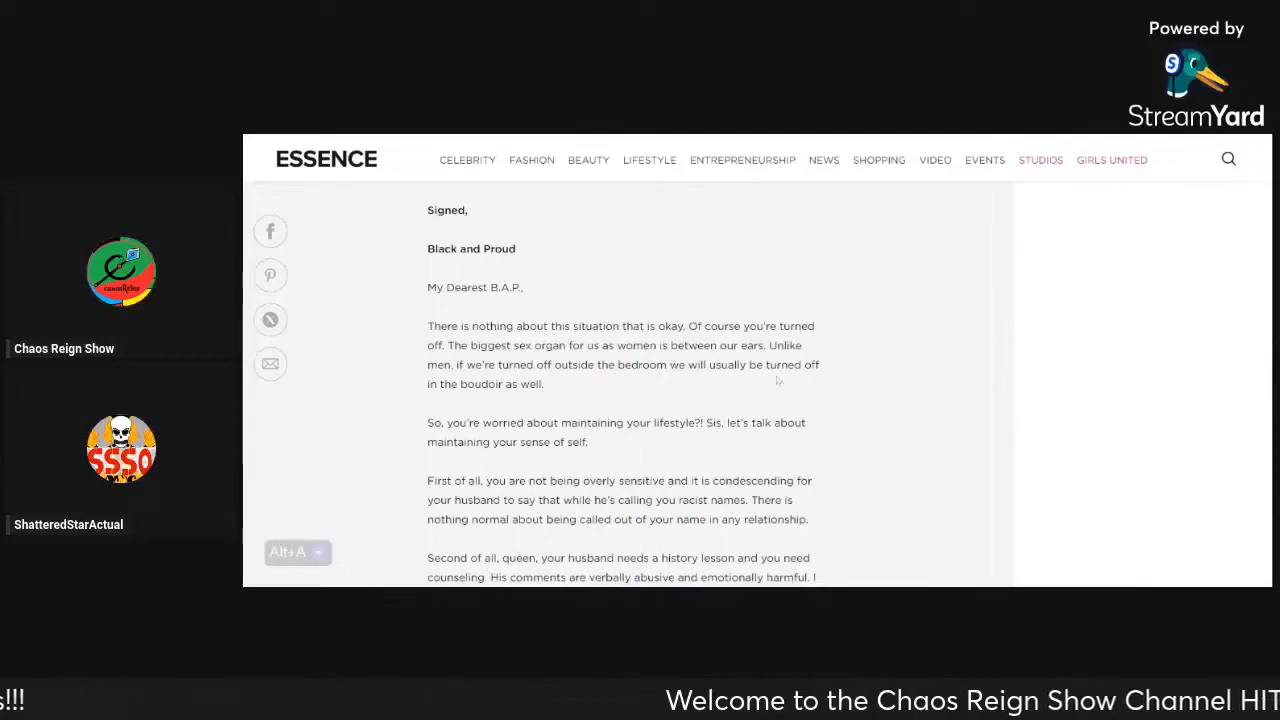 Powered by
StreamYard
ESSENCE
CELEBRITY FASHION BEAUTY LIFESTYLE ENTREPRENEURSHIP NEWS SHOPPING VIDEO EVENTS STUDIOS GIRLS UNITED
Signed,
Black and Proud
My Dearest B.A.P.,
There is nothing about this situation that is okay. Of course you're turned
off. The biggest sex organ for us as women is between our ears. Unlike
men, if we're turned off outside the bedroom we will usually be turned off
in the boudoir as well.
So, you're worried about maintaining your lifestyle?! Sis, let's talk about
maintaining your sense of self.
First of all, you are not being overly sensitive and it is condescending for
your husband to say that while he's calling you racist names. There is
nothing normal about being called out of your name in any relationship.
Second of all, queen, your husband needs a history lesson and you need
counseling. His comments are verbally abusive and emotionally harmful. I
Alt+A
Chaos Reign Show
SSSO
ShatteredStarActual
s!!!
Welcome to the Chaos Reign Show Channel HIT